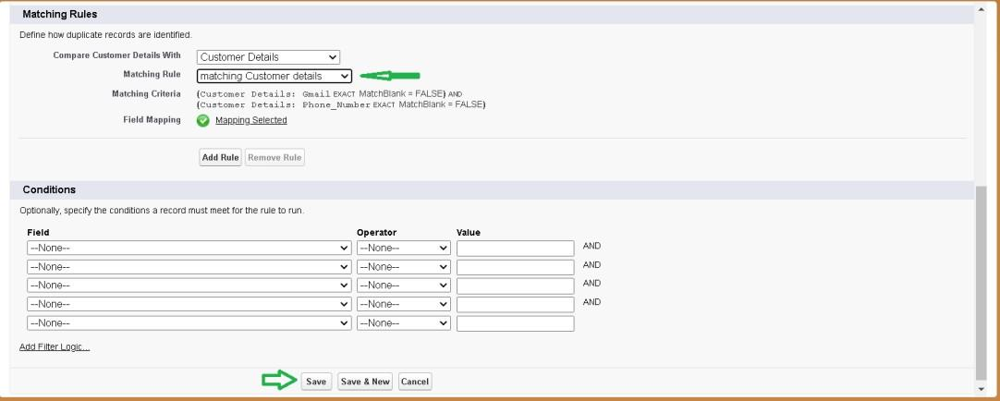 Matching Rules
Define how duplicate records are identified.
Compare Customer Details With Customer Details
Matching Rule matching Customer details
Matching Criteria (Customer Details: Gmail EXACT MatchBlank = FALSE) AND
(Customer Details: Phone_Number EXACT MatchBlank = FALSE)
Field Mapping Mapping Selected
Add Rule Remove Rule
Conditions
Optionally, specify the conditions a record must meet for the rule to run.
Field Operator Value
--None-- --None-- AND
--None-- --None-- AND
--None-- --None-- AND
--None-- --None-- AND
--None-- --None--
Add Filter Logic...
Save Save & New Cancel